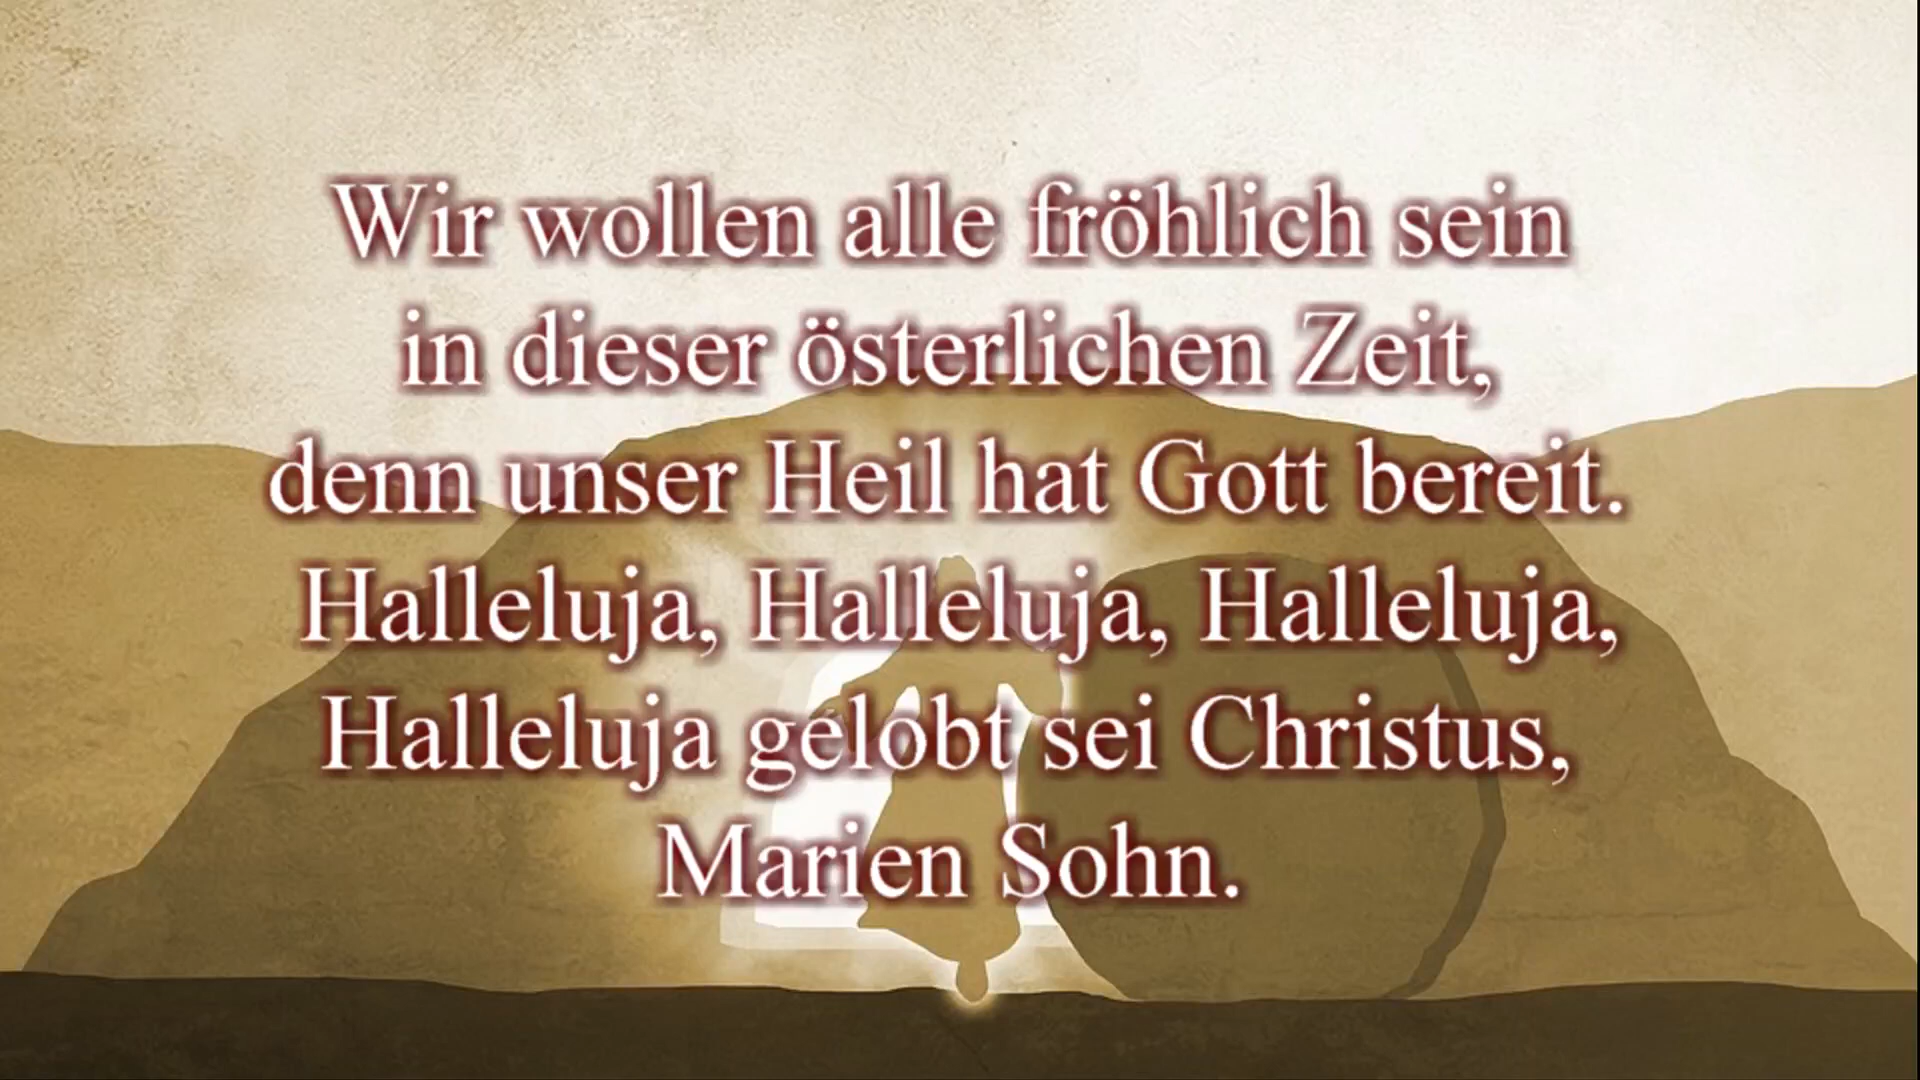 Wir wollen alle fröhlich sein
in dieser österlichen Zeit,
denn unser Heil hat Gott bereit.
Halleluja, Halleluja, Halleluja,
Halleluja gelobt sei Christus,
Marien Sohn.